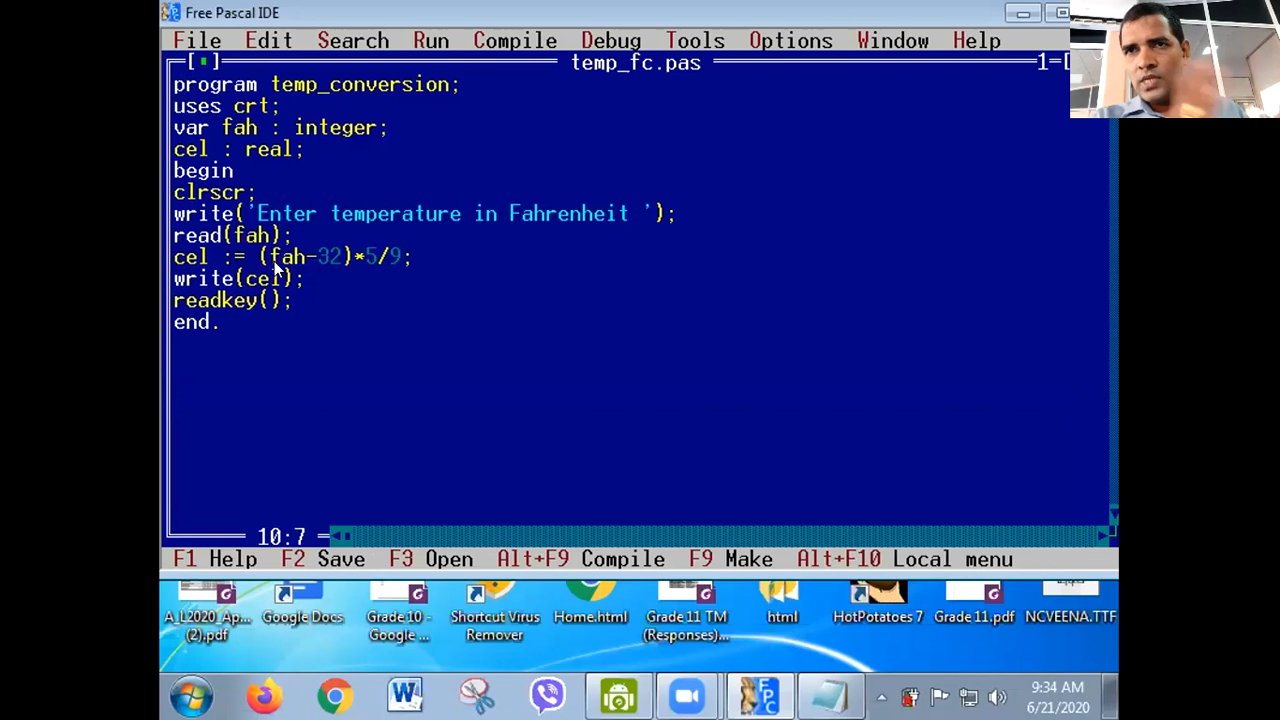 Free Pascal IDE
File Edit Search Run Compile Debug Tools Options Window Help
temp_fc.pas 1
program temp_conversion;
uses crt;
var fah : integer;
cel : real;
begin
clrscr;
write('Enter temperature in Fahrenheit ');
read(fah);
cel := (fah-32)*5/9;
write(cel);
readkey();
end.
10:7
F1 Help F2 Save F3 Open Alt+F9 Compile F9 Make Alt+F10 Local menu
A_L2020_Ap... Google Docs Grade 10 - Shortcut Virus Home.html Grade 11 TM html HotPotatoes 7 Grade 11.pdf NCVEENA.TTF
(2).pdf Google ... Remover (Responses)...
9:34 AM
6/21/2020